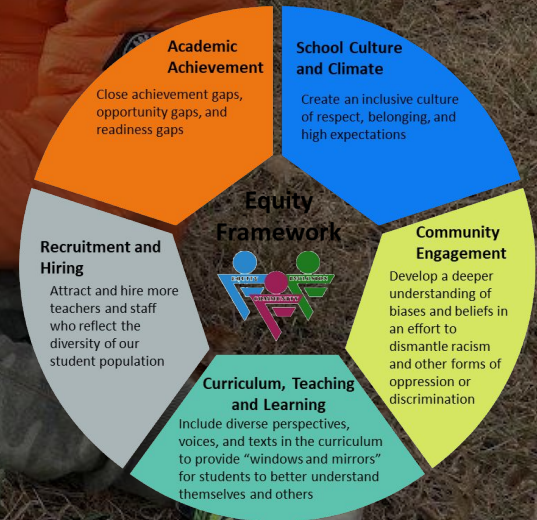 Academic
Achievement
Close achievement gaps,
opportunity gaps, and
readiness gaps
School Culture
and Climate
Create an inclusive culture
of respect, belonging, and
high expectations
Equity
Framework
EQUITY
INCLUSION
COMMUNITY
Recruitment and
Hiring
Attract and hire more
teachers and staff
who reflect the
diversity of our
student population
Community
Engagement
Develop a deeper
understanding of
biases and beliefs in
an effort to
dismantle racism
and other forms of
oppression or
discrimination
Curriculum, Teaching
and Learning
Include diverse perspectives,
voices, and texts in the curriculum
to provide “windows and mirrors”
for students to better understand
themselves and others